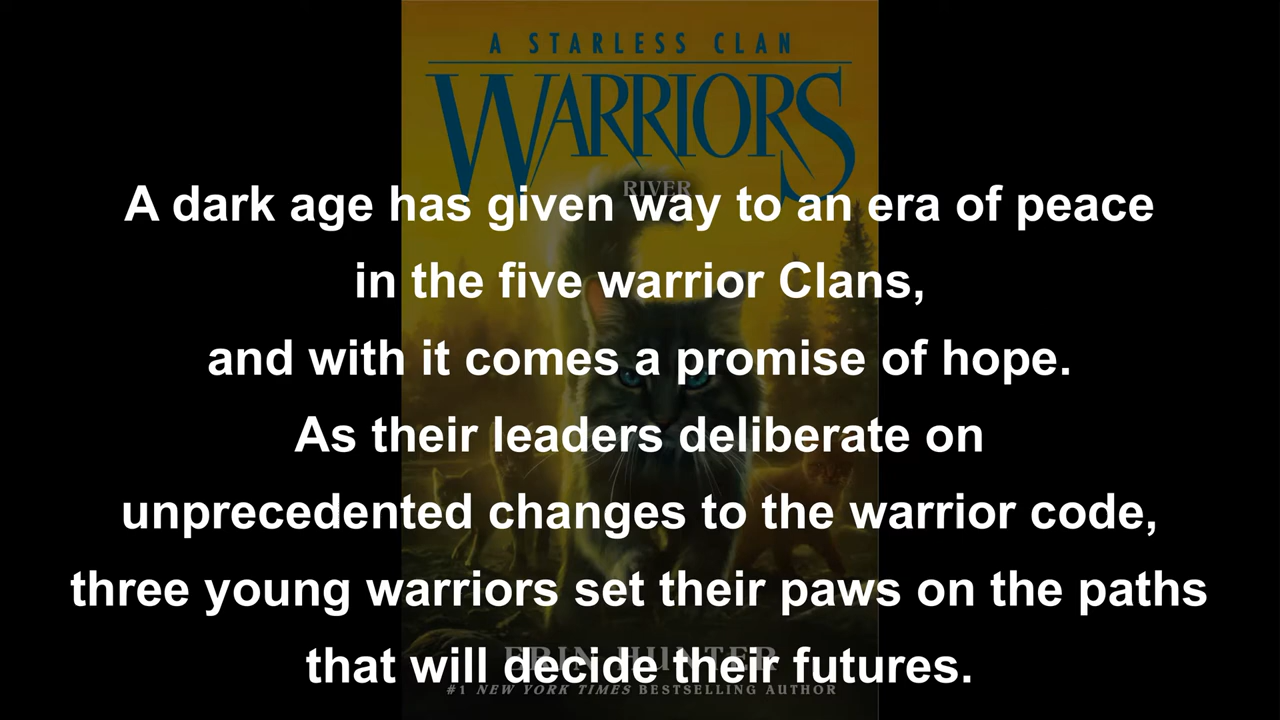 A STARLESS CLAN
WARRIORS
RIVER
A dark age has given way to an era of peace
in the five warrior Clans,
and with it comes a promise of hope.
As their leaders deliberate on
unprecedented changes to the warrior code,
three young warriors set their paws on the paths
that will decide their futures.
ERIN HUNTER
#1 NEW YORK TIMES BESTSELLING AUTHOR